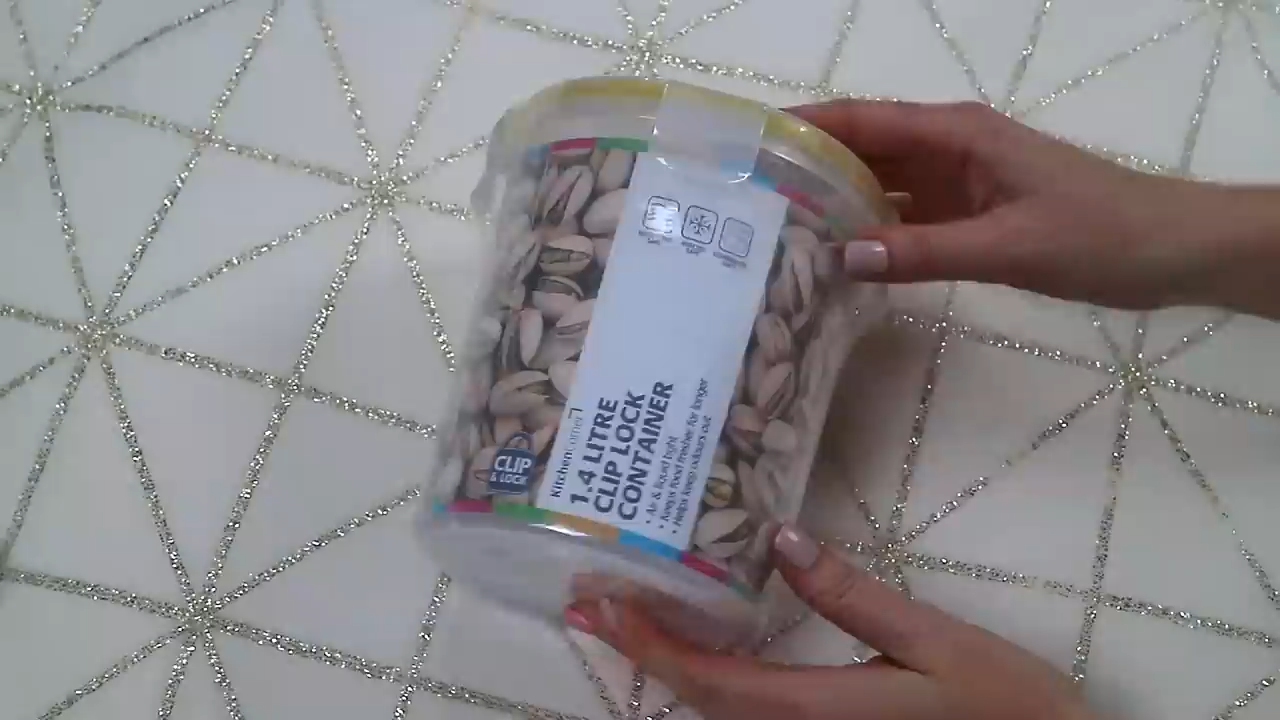 Kitchen corner
1.4 LITRE
CLIP LOCK
CONTAINER
• Air & liquid tight
• Keeps food fresher for longer
• Helps keep odours out
CLIP
& LOCK